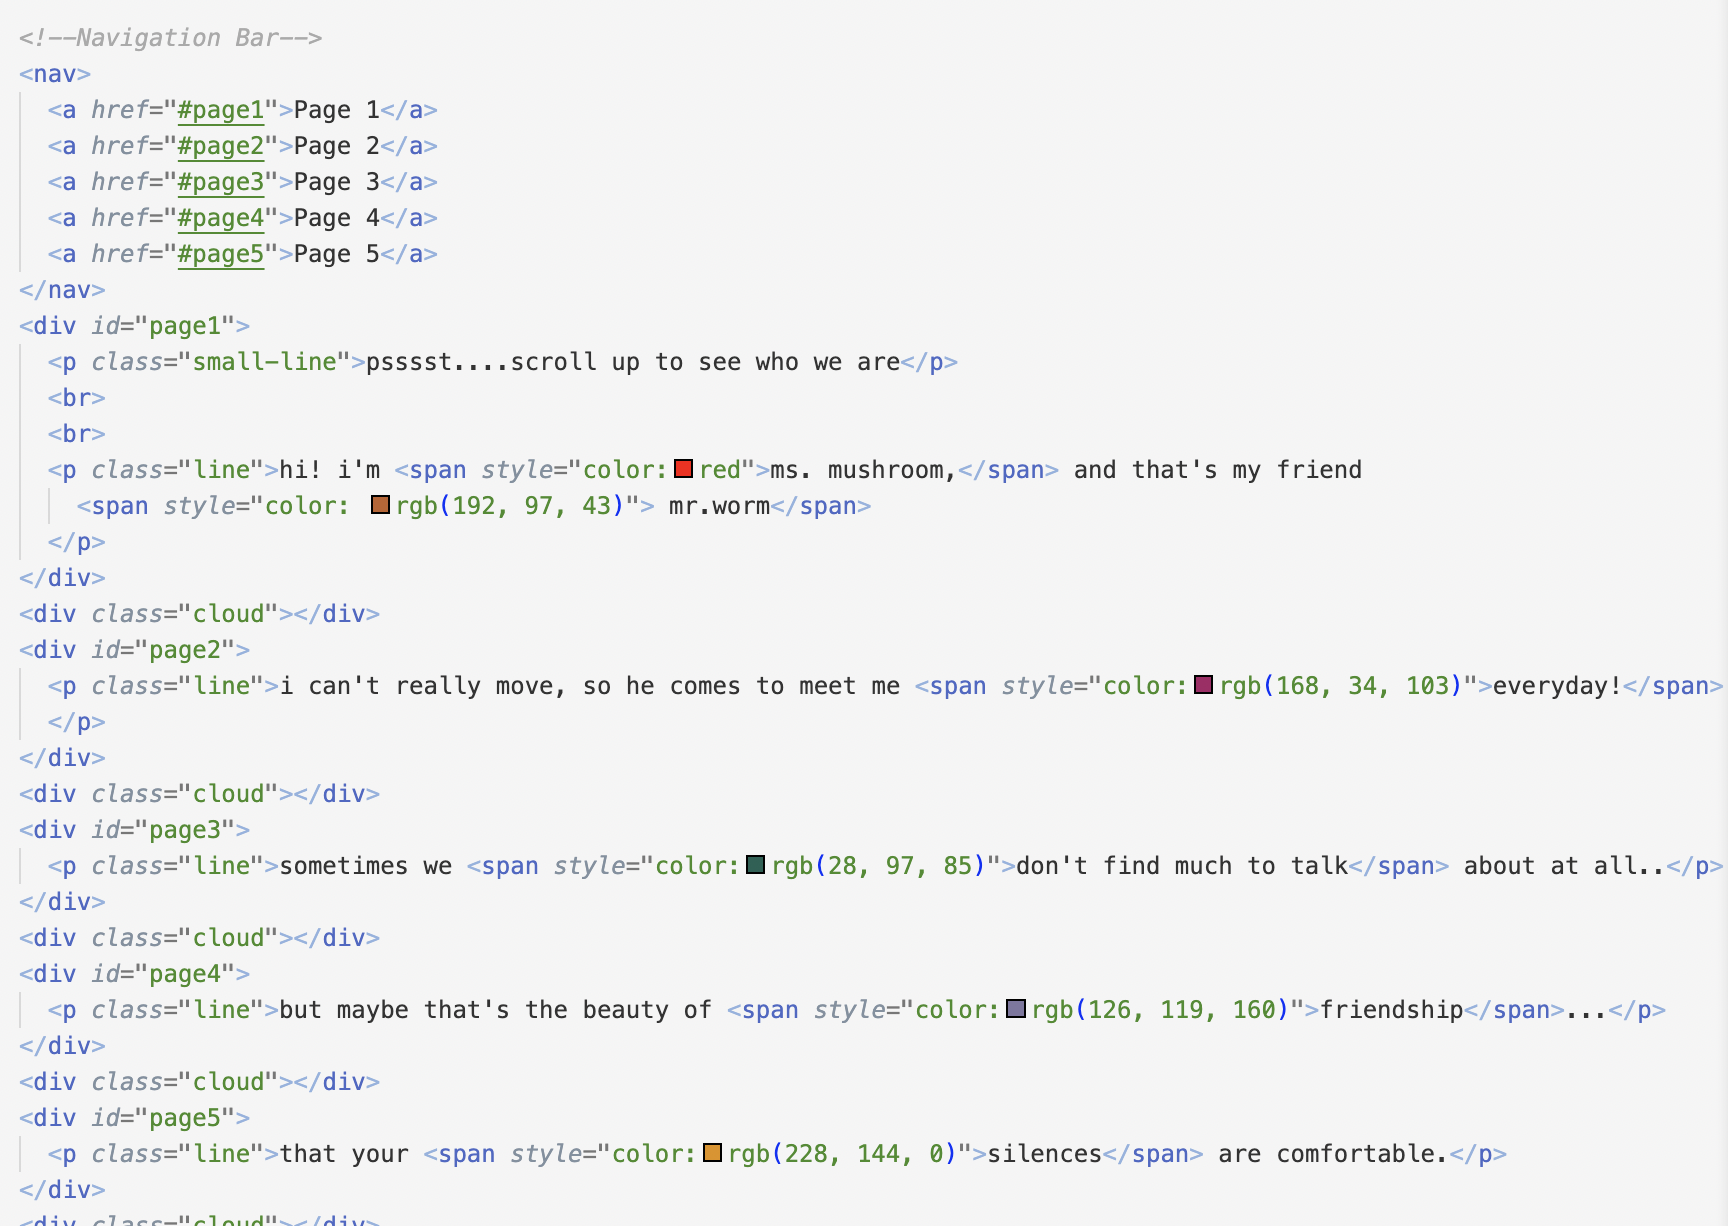 <!--Navigation Bar-->
<nav>
<a href="#page1">Page 1</a>
<a href="#page2">Page 2</a>
<a href="#page3">Page 3</a>
<a href="#page4">Page 4</a>
<a href="#page5">Page 5</a>
</nav>
<div id="page1">
<p class="small-line">psssst....scroll up to see who we are</p>
<br>
<br>
<p class="line">hi! i'm <span style="color:red">ms. mushroom,</span> and that's my friend
<span style="color: rgb(192, 97, 43)"> mr.worm</span>
</p>
</div>
<div class="cloud"></div>
<div id="page2">
<p class="line">i can't really move, so he comes to meet me <span style="color:rgb(168, 34, 103)">everyday!</span>
</p>
</div>
<div class="cloud"></div>
<div id="page3">
<p class="line">sometimes we <span style="color:rgb(28, 97, 85)">don't find much to talk</span> about at all..</p>
</div>
<div class="cloud"></div>
<div id="page4">
<p class="line">but maybe that's the beauty of <span style="color:rgb(126, 119, 160)">friendship</span>...</p>
</div>
<div class="cloud"></div>
<div id="page5">
<p class="line">that your <span style="color:rgb(228, 144, 0)">silences</span> are comfortable.</p>
</div>
<div class="cloud"></div>